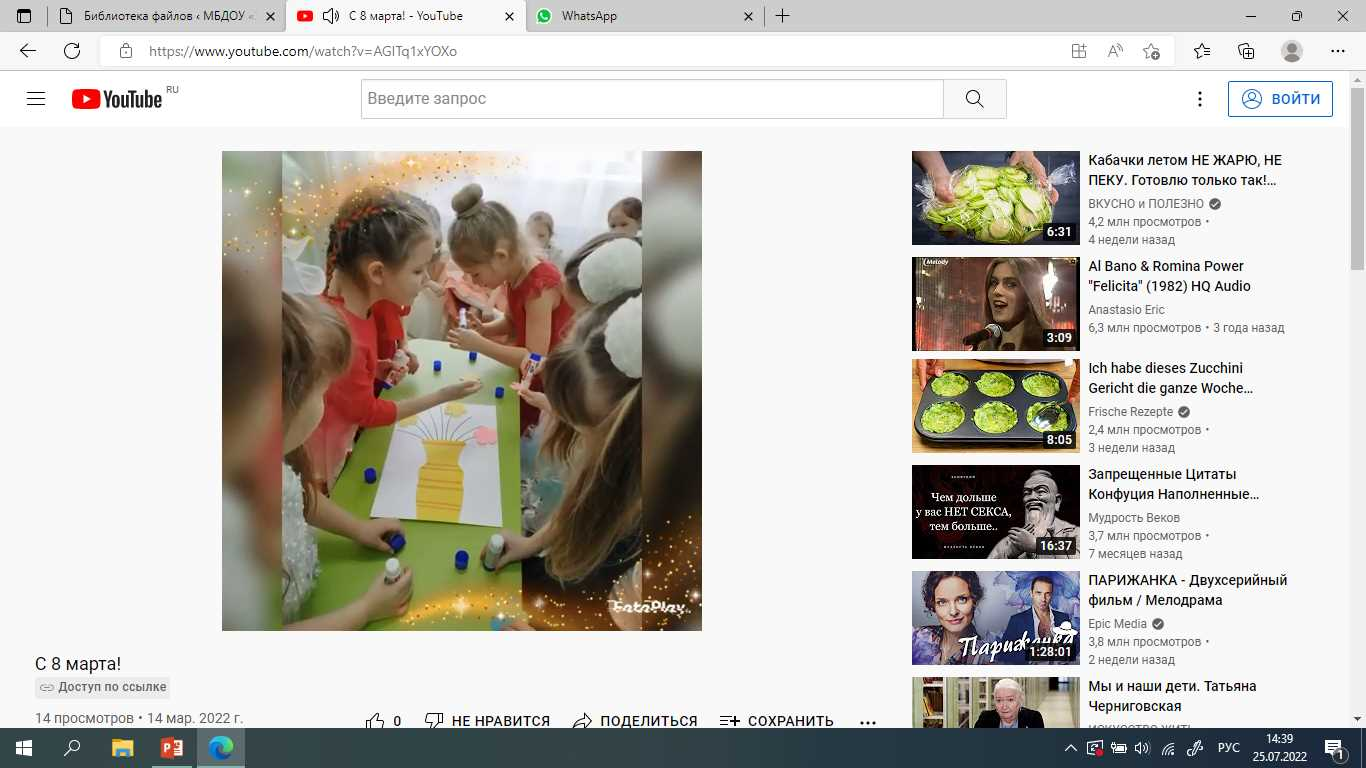 Библиотека файлов ‹ МБДОУ «
С 8 марта! - YouTube
WhatsApp
https://www.youtube.com/watch?v=AGITq1xYOXo
YouTube RU
Введите запрос
ВОЙТИ
FotoPlay
С 8 марта!
Доступ по ссылке
14 просмотров • 14 мар. 2022 г.
0
НЕ НРАВИТСЯ
ПОДЕЛИТЬСЯ
СОХРАНИТЬ
6:31
Кабачки летом НЕ ЖАРЮ, НЕ
ПЕКУ. Готовлю только так!…
ВКУСНО и ПОЛЕЗНО
4,2 млн просмотров •
4 недели назад
Melody
3:09
Al Bano & Romina Power
"Felicita" (1982) HQ Audio
Anastasio Eric
6,3 млн просмотров • 3 года назад
8:05
Ich habe dieses Zucchini
Gericht die ganze Woche…
Frische Rezepte
2,4 млн просмотров •
3 недели назад
Чем дольше
у вас НЕТ СЕКСА,
тем больше..
16:37
Запрещенные Цитаты
Конфуция Наполненные…
Мудрость Веков
3,7 млн просмотров •
7 месяцев назад
Парижанка
1:28:01
ПАРИЖАНКА - Двухсерийный
фильм / Мелодрама
Epic Media
3,8 млн просмотров •
2 недели назад
Мы и наши дети. Татьяна
Черниговская
ИСКУССТВО ЖИТЬ
РУС
14:39
25.07.2022
1